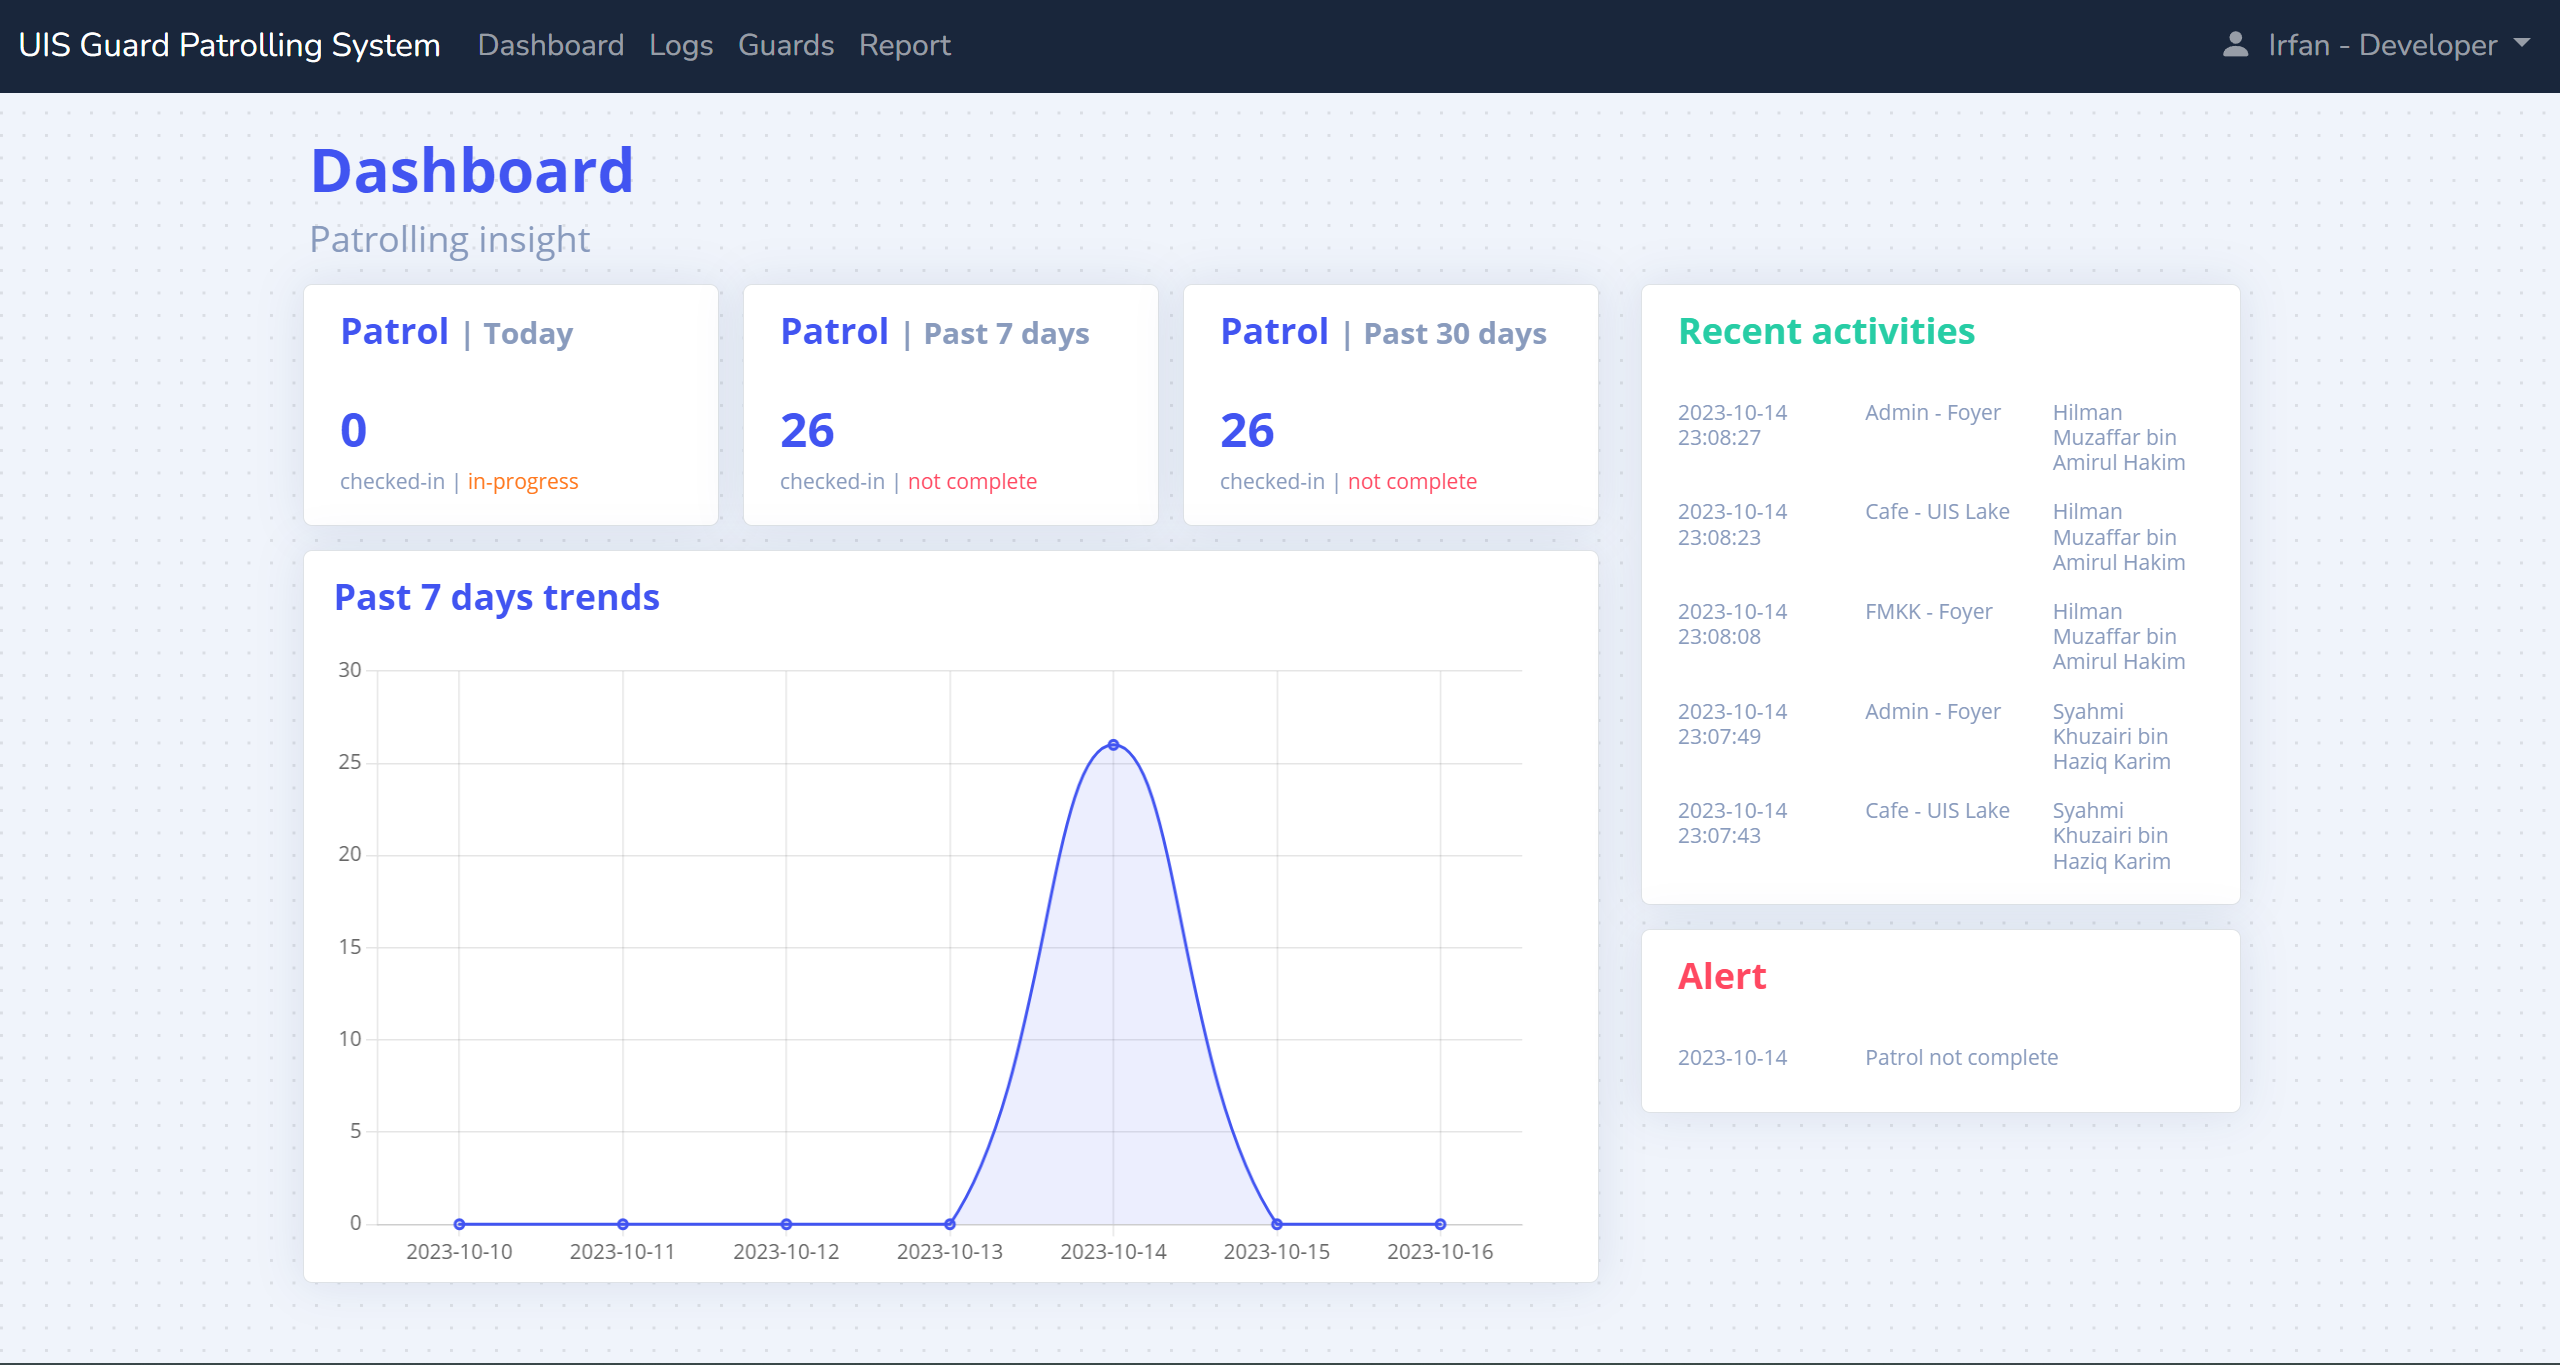 UIS Guard Patrolling System Dashboard Logs Guards Report Irfan - Developer
Dashboard
Patrolling insight
Patrol | Today
0
checked-in | in-progress
Patrol | Past 7 days
26
checked-in | not complete
Patrol | Past 30 days
26
checked-in | not complete
Past 7 days trends
30
25
20
15
10
5
0
2023-10-10 2023-10-11 2023-10-12 2023-10-13 2023-10-14 2023-10-15 2023-10-16
Recent activities
2023-10-14 Admin - Foyer Hilman
23:08:27 Muzaffar bin
Amirul Hakim
2023-10-14 Cafe - UIS Lake Hilman
23:08:23 Muzaffar bin
Amirul Hakim
2023-10-14 FMKK - Foyer Hilman
23:08:08 Muzaffar bin
Amirul Hakim
2023-10-14 Admin - Foyer Syahmi
23:07:49 Khuzairi bin
Haziq Karim
2023-10-14 Cafe - UIS Lake Syahmi
23:07:43 Khuzairi bin
Haziq Karim
Alert
2023-10-14 Patrol not complete